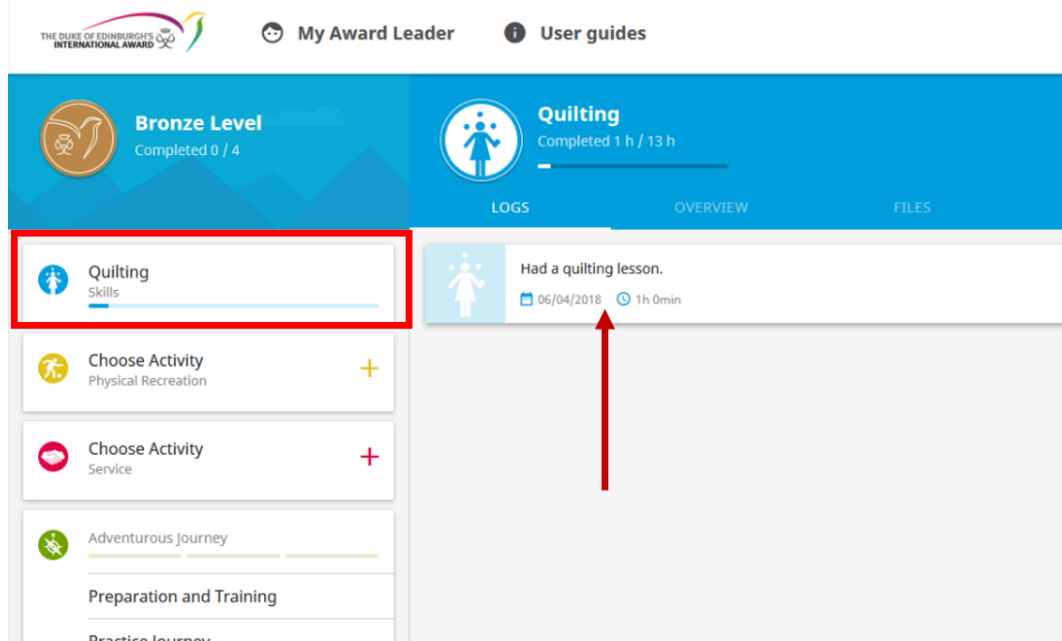 THE DUKE OF EDINBURGH'S
INTERNATIONAL AWARD
My Award Leader
User guides
Bronze Level
Completed 0 / 4
Quilting
Completed 1 h / 13 h
LOGS
OVERVIEW
FILES
Quilting
Skills
Had a quilting lesson.
06/04/2018
1h 0min
Choose Activity
Physical Recreation
Choose Activity
Service
Adventurous Journey
Preparation and Training
Practice Journey